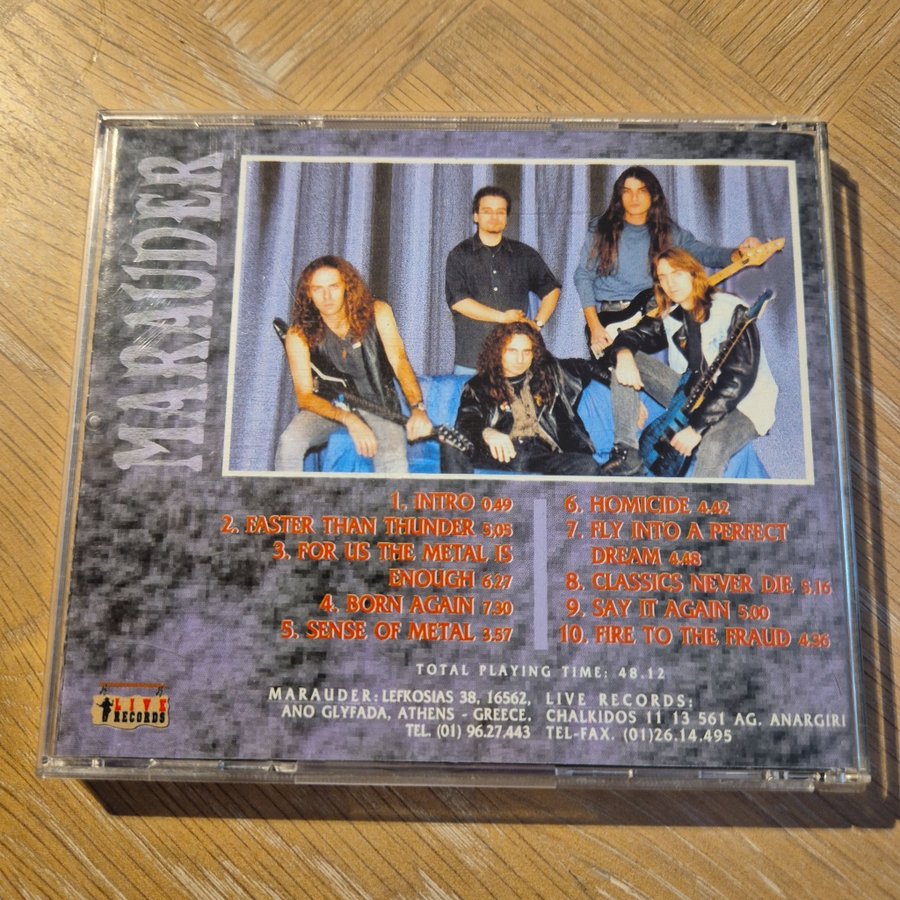 MARAUDER
1. INTRO 0.49
2. FASTER THAN THUNDER 5.05
3. FOR US THE METAL IS
ENOUGH 6.27
4. BORN AGAIN 7.30
5. SENSE OF METAL 3.57
6. HOMICIDE 4.42
7. FLY INTO A PERFECT
DREAM 4.48
8. CLASSICS NEVER DIE 5.16
9. SAY IT AGAIN 5.00
10. FIRE TO THE FRAUD 4.36
TOTAL PLAYING TIME: 48.12
MARAUDER: LEFKOSIAS 38, 16562,
ANO GLYFADA, ATHENS - GREECE.
TEL. (01) 96.27.443
LIVE RECORDS:
CHALKIDOS 11 13 561 AG. ANARGIRI
TEL-FAX. (01)26.14.495
LIVE
RECORDS